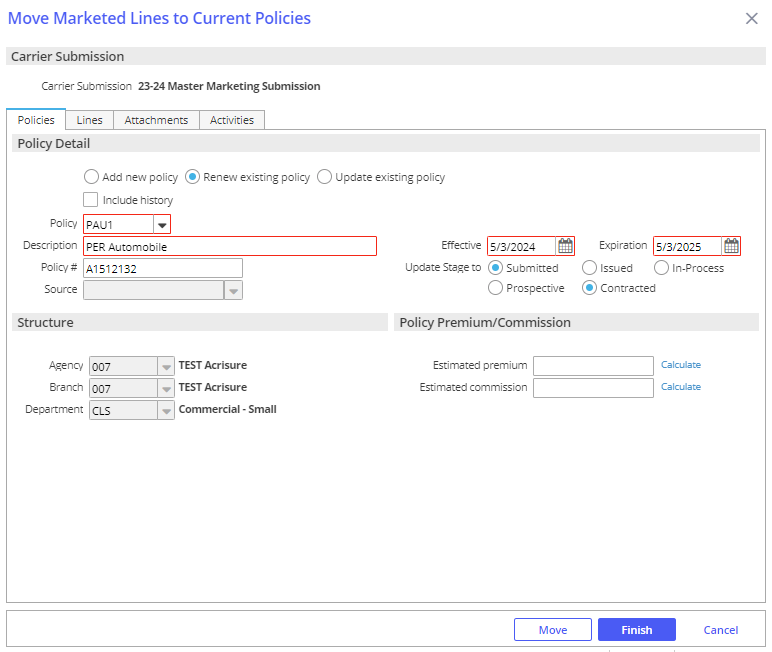 Move Marketed Lines to Current Policies
Carrier Submission
Carrier Submission 23-24 Master Marketing Submission
Policies Lines Attachments Activities
Policy Detail
Add new policy Renew existing policy Update existing policy
Include history
Policy PAU1
Description PER Automobile Effective 5/3/2024 Expiration 5/3/2025
Policy # A1512132 Update Stage to Submitted Issued In-Process
Source Prospective Contracted
Structure Policy Premium/Commission
Agency 007 TEST Acrisure Estimated premium Calculate
Branch 007 TEST Acrisure Estimated commission Calculate
Department CLS Commercial - Small
Move Finish Cancel